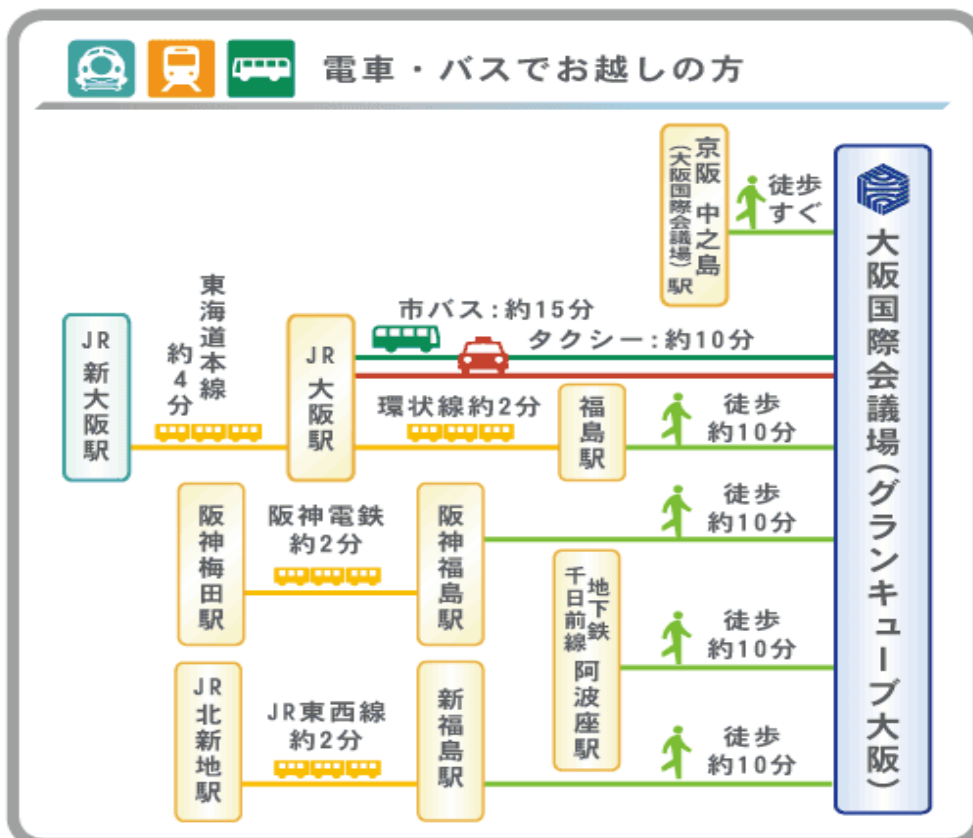 電車・バスでお越しの方
京阪 中之島
（大阪国際会議場）駅
徒歩
すぐ
大阪国際会議場（グランキューブ大阪）
JR 新大阪駅
東海道本線
約4分
JR 大阪駅
市バス：約15分
タクシー：約10分
環状線約2分
福島駅
徒歩
約10分
阪神梅田駅
阪神電鉄
約2分
阪神福島駅
徒歩
約10分
地下鉄
千日前線
阿波座駅
徒歩
約10分
JR北新地駅
JR東西線
約2分
新福島駅
徒歩
約10分